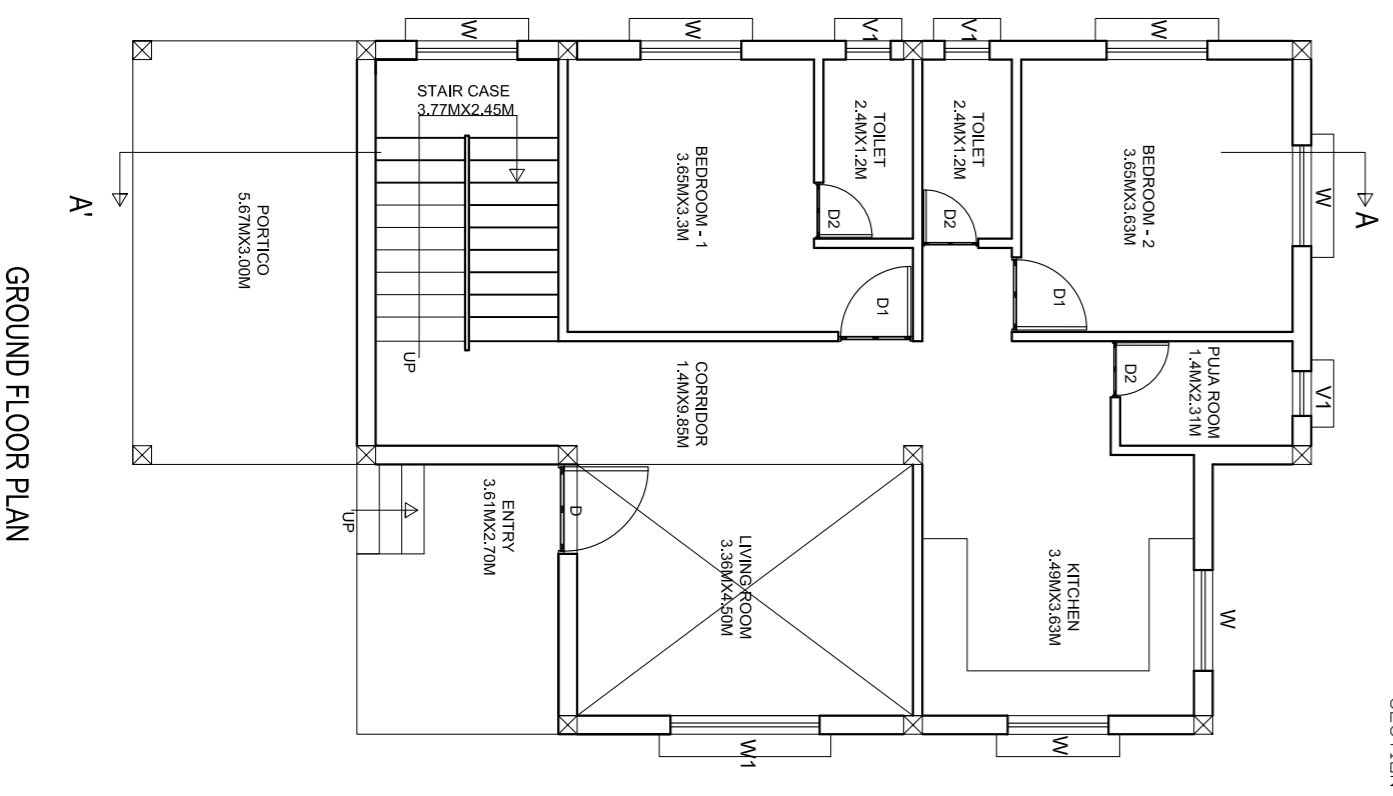 W
W
V1
V1
W
STAIR CASE
3.77MX2.45M
TOILET
2.4MX1.2M
TOILET
2.4MX1.2M
BEDROOM - 1
3.65MX3.3M
BEDROOM - 2
3.65MX3.63M
W
A
A'
PORTICO
5.67MX3.00M
D2
D2
D1
D1
UP
CORRIDOR
1.4MX9.85M
D2
PUJA ROOM
1.4MX2.31M
V1
GROUND FLOOR PLAN
UP
ENTRY
3.61MX2.70M
D
LIVING ROOM
3.36MX4.50M
KITCHEN
3.49MX3.63M
W
W1
W